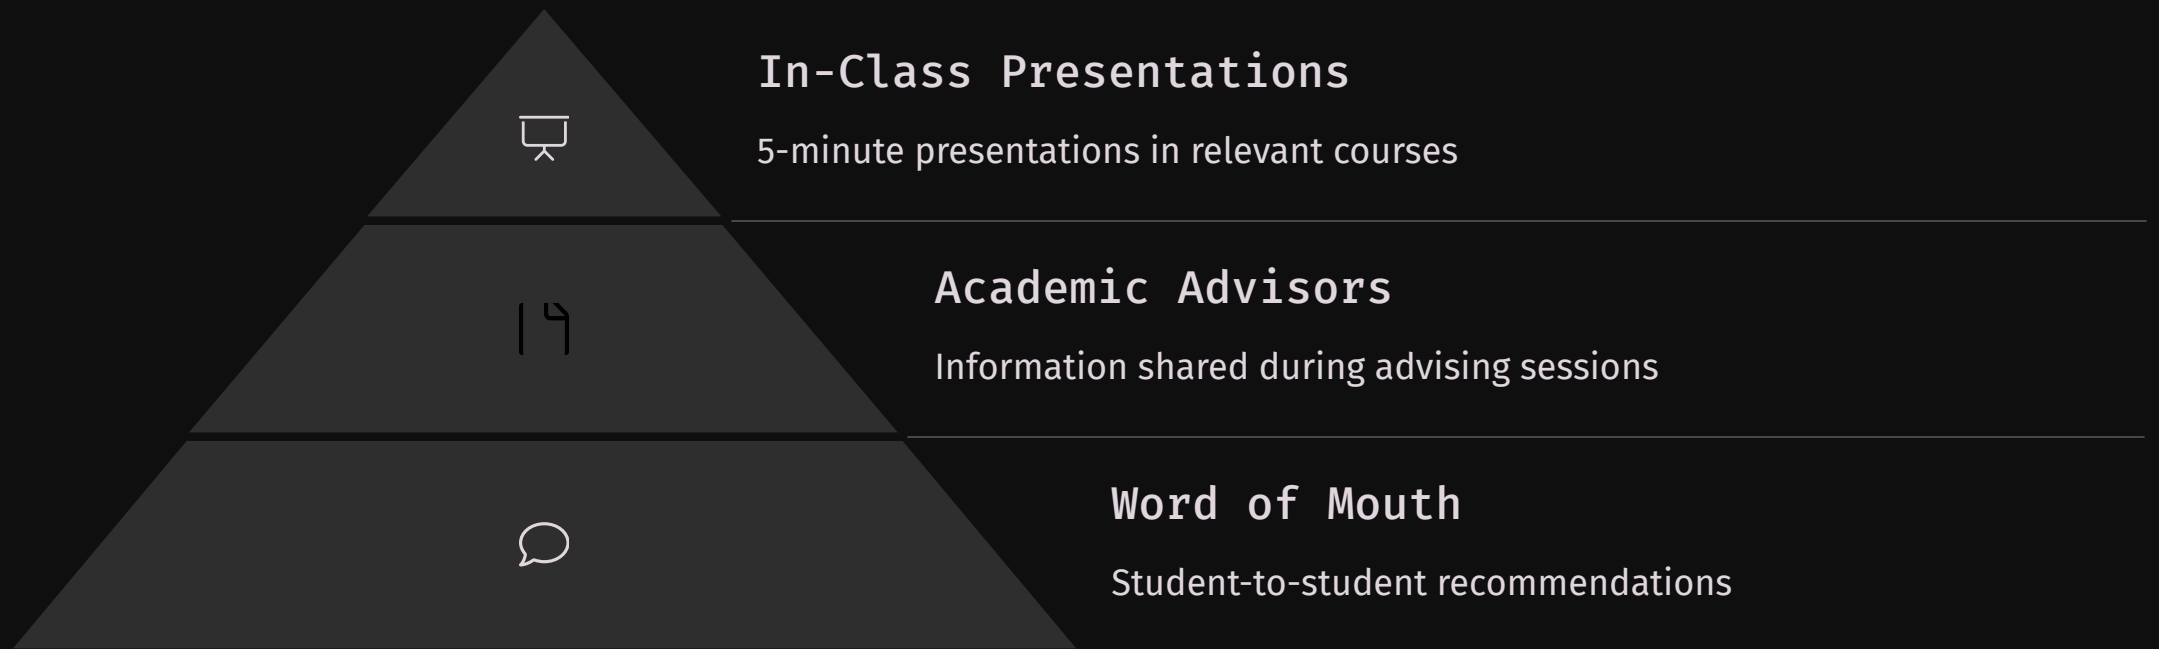 In-Class Presentations
5-minute presentations in relevant courses
Academic Advisors
Information shared during advising sessions
Word of Mouth
Student-to-student recommendations